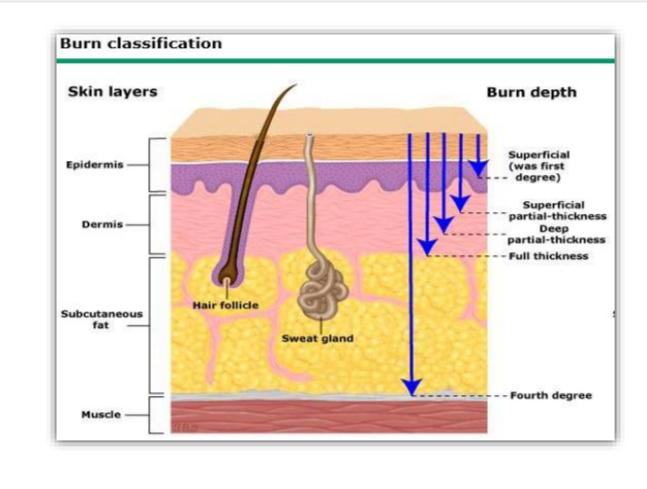 Burn classification
Skin layers
Burn depth
Epidermis
Dermis
Subcutaneous
fat
Muscle
Hair follicle
Sweat gland
Superficial
(was first
degree)
Superficial
partial-thickness
Deep
partial-thickness
Full thickness
Fourth degree